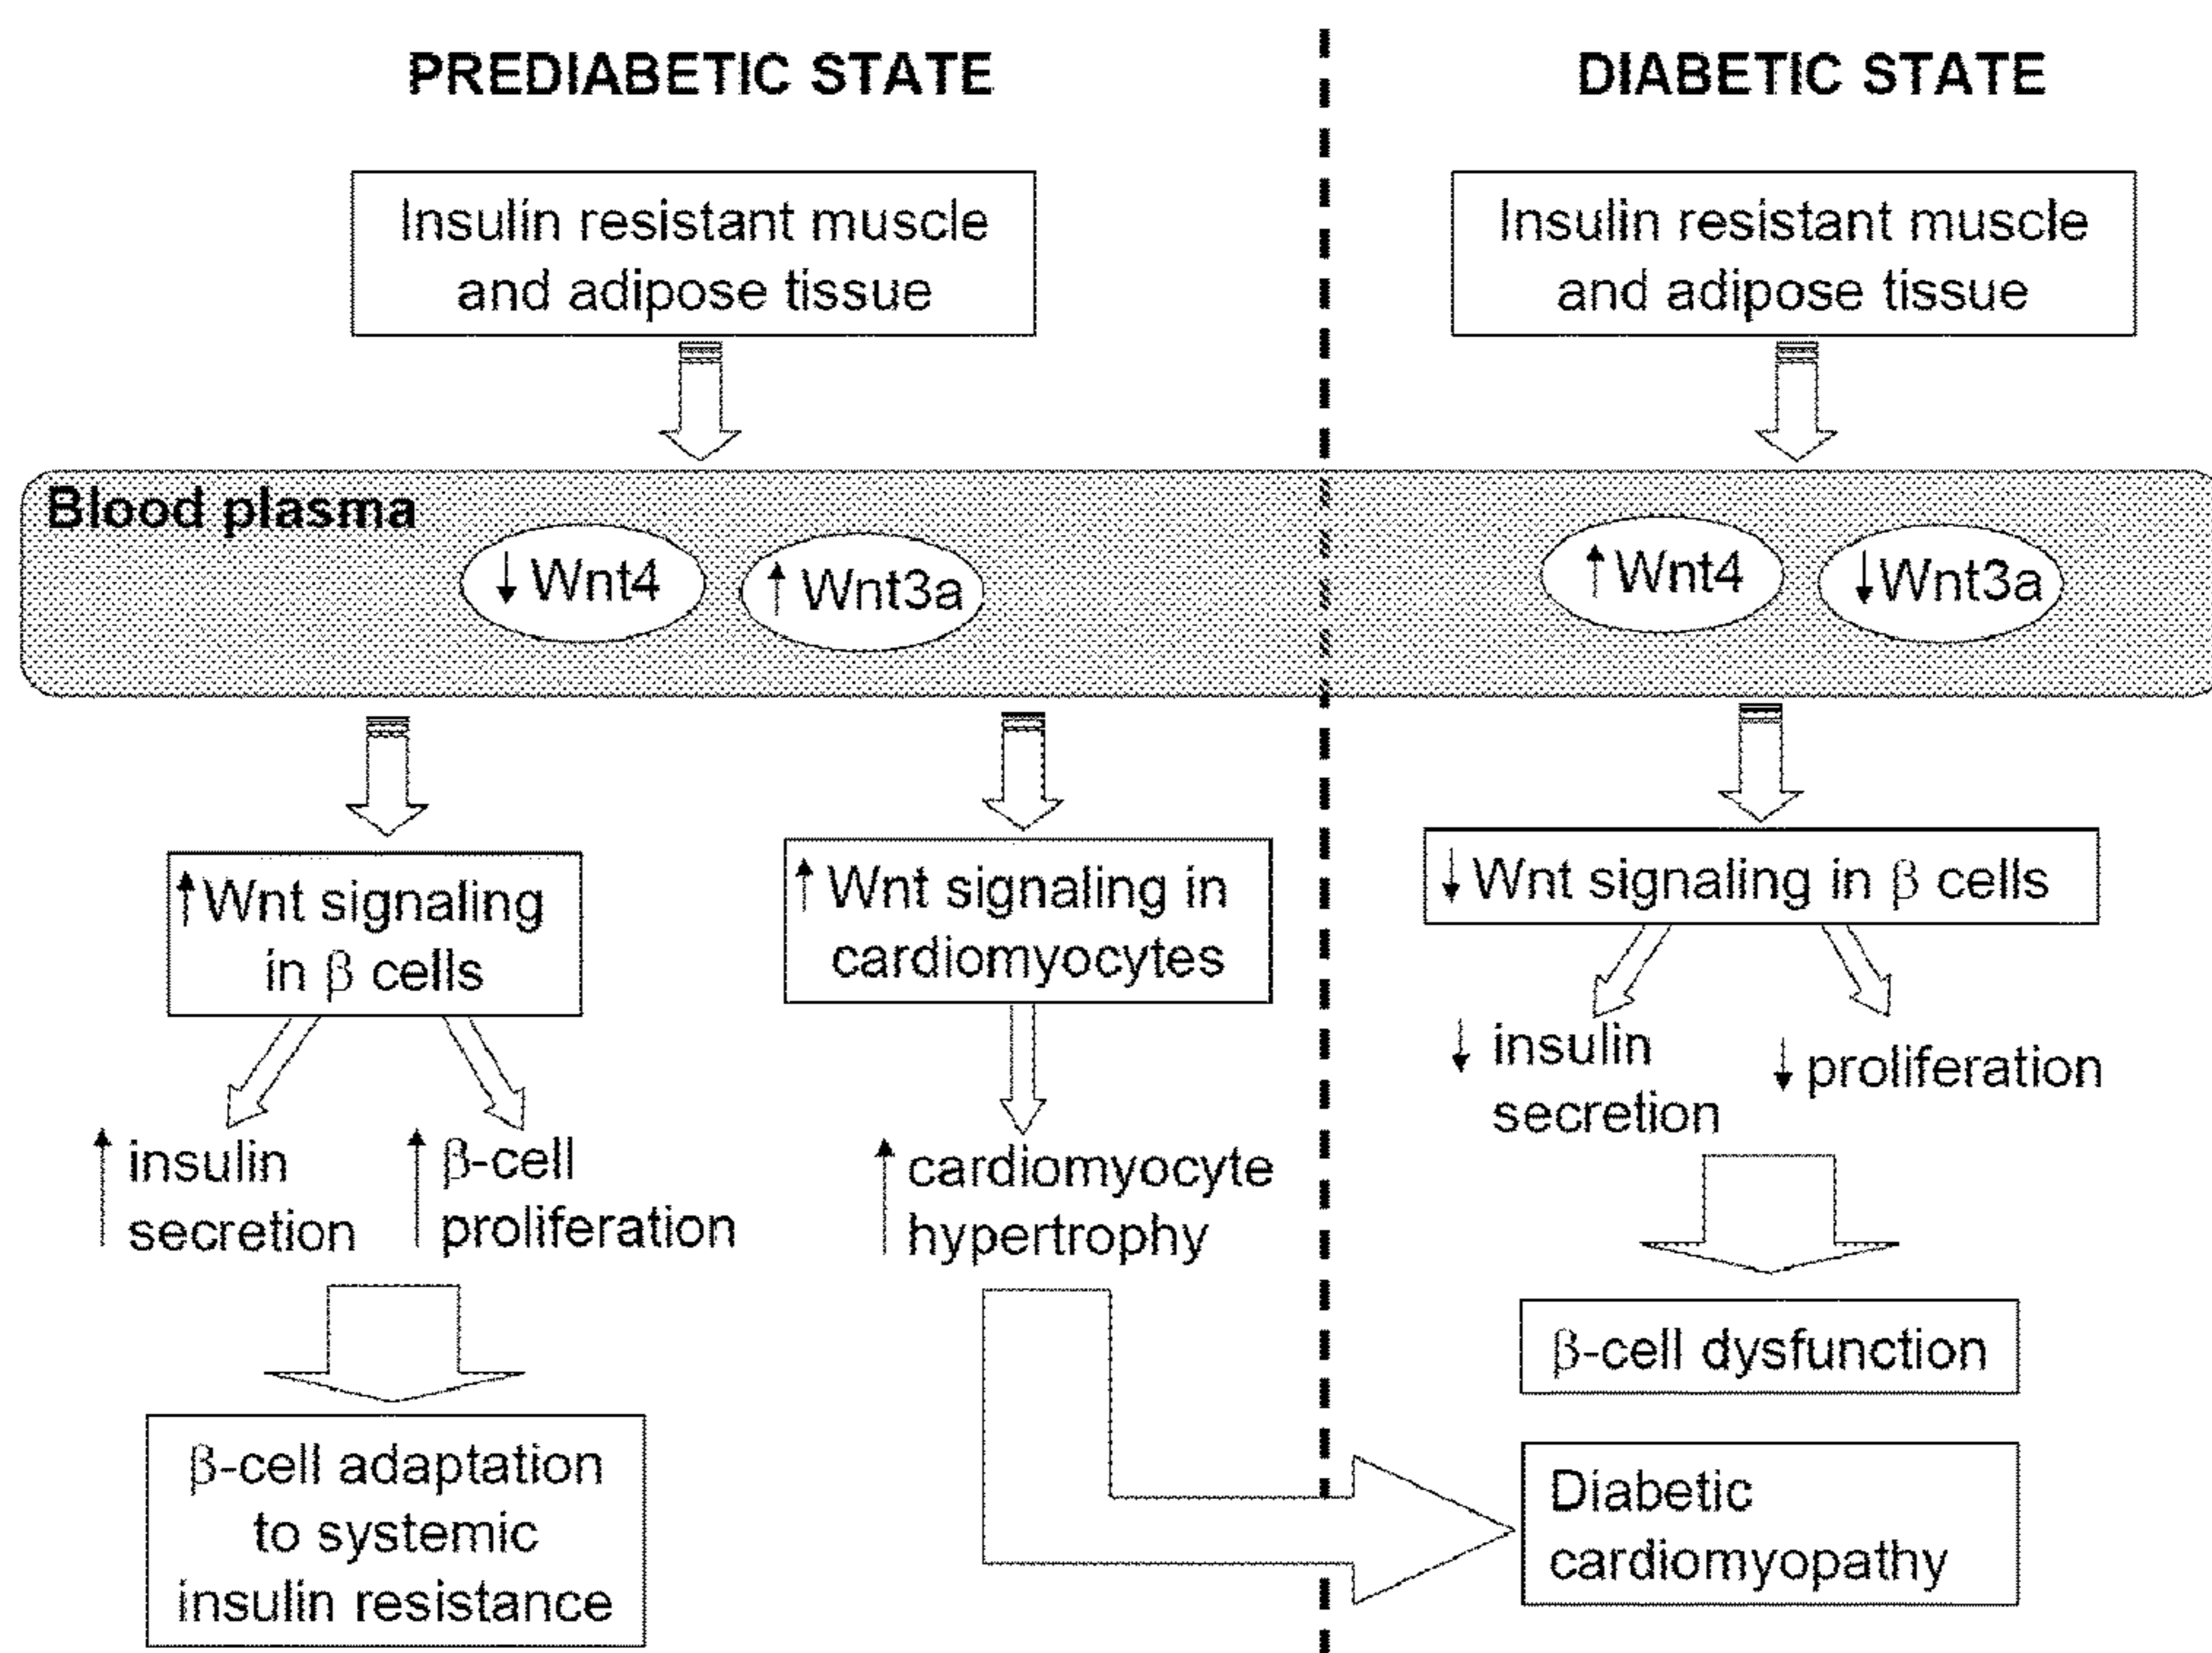 PREDIABETIC STATE
Insulin resistant muscle
and adipose tissue
DIABETIC STATE
Insulin resistant muscle
and adipose tissue
Blood plasma
↓ Wnt4
↑ Wnt3a
↑ Wnt4
↓ Wnt3a
↑ Wnt signaling
in β cells
↑ insulin
secretion
↑ β-cell
proliferation
β-cell adaptation
to systemic
insulin resistance
↑ Wnt signaling in
cardiomyocytes
↑ cardiomyocyte
hypertrophy
↓ Wnt signaling in β cells
↓ insulin
secretion
↓ proliferation
β-cell dysfunction
Diabetic
cardiomyopathy